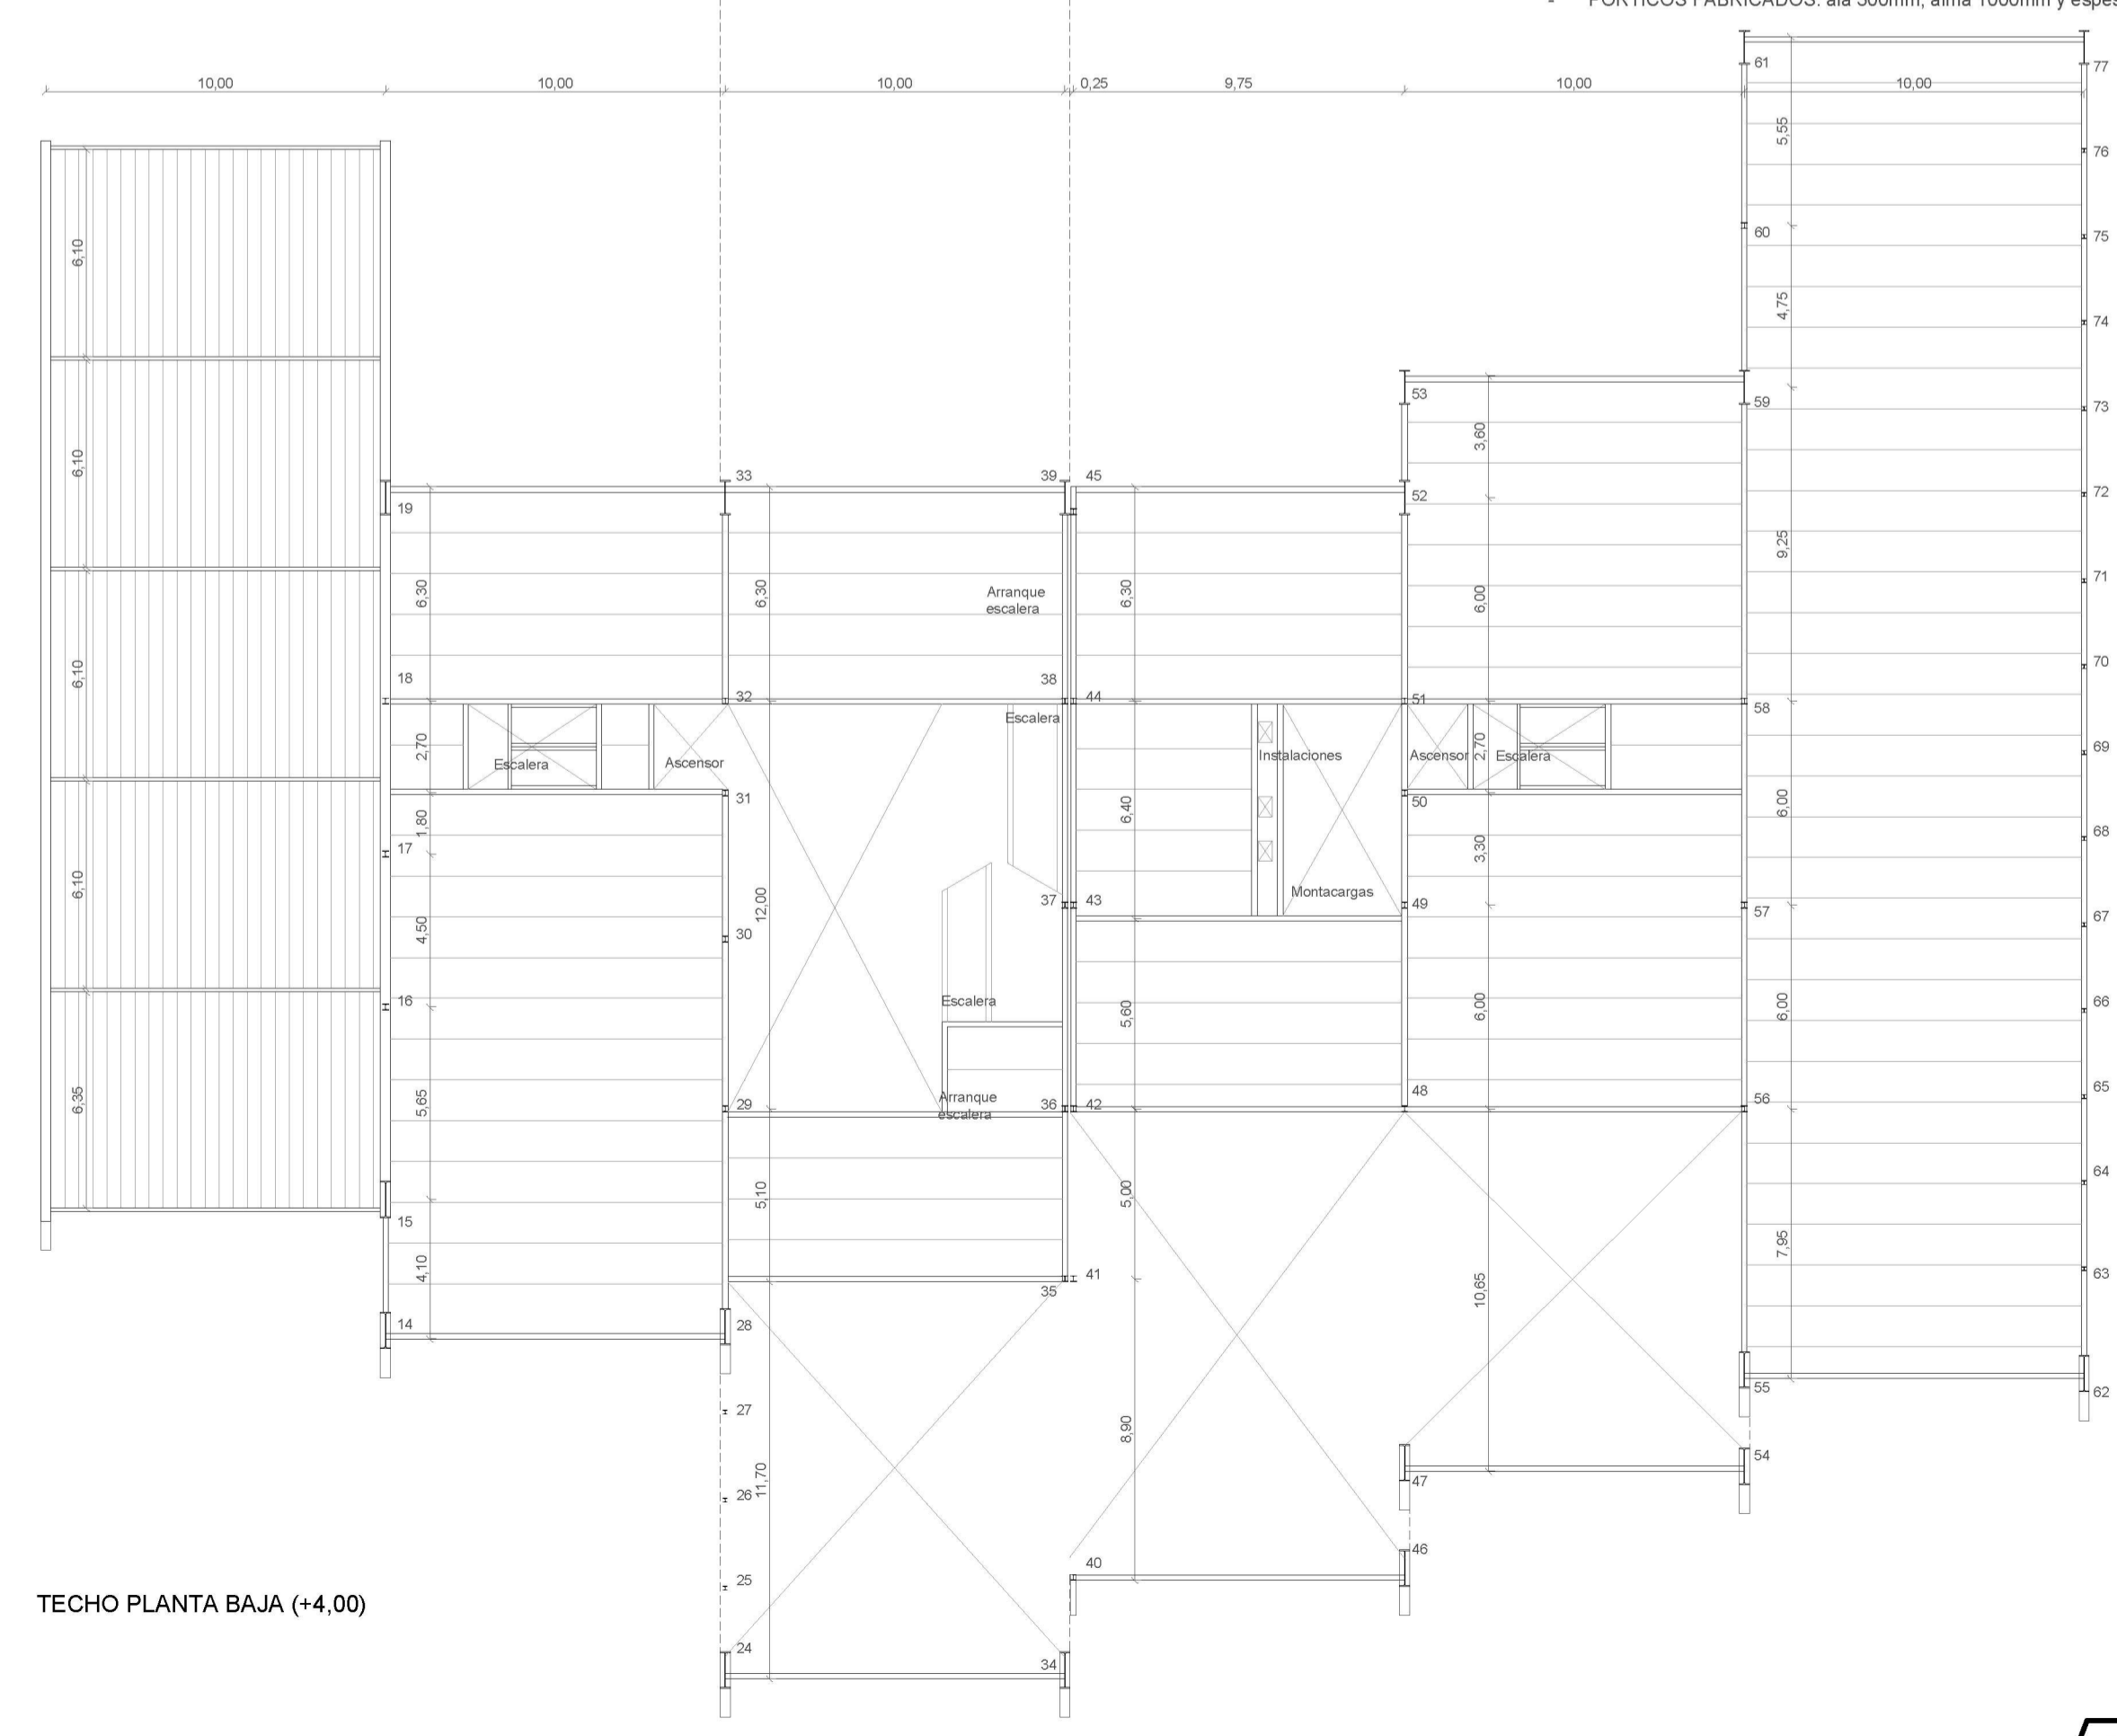 PÓRTICOS FABRICADOS: ala 300mm, alma 1000mm y
10,00 10,00 10,00 0,25 9,75 10,00 10,00
61 77
5,55
76
60 75
6,10
4,75
74
53 59 73
3,60
6,10
33 39 45 52 72
19
9,25
6,30 6,30 Arranque 6,30 6,00 71
escalera
6,10
18 32 38 44 51 58 70
Escalera
2,70 Escalera Ascensor Instalaciones Ascensor 2,70 Escalera 69
31 50
1,80 6,40 6,00
17 3,30 68
6,10
12,00 37 43 Montacargas 49 57 67
4,50 30
16 Escalera 5,60 6,00 6,00 66
6,35 5,65 29 Arranque 36 42 48 56 65
escalera
5,10 5,00 64
15
4,10 7,95 63
35 41 10,65
14 28
55 62
27
8,90
11,70 54
26 47
46
25 40
TECHO PLANTA BAJA (+4,00)
24 34